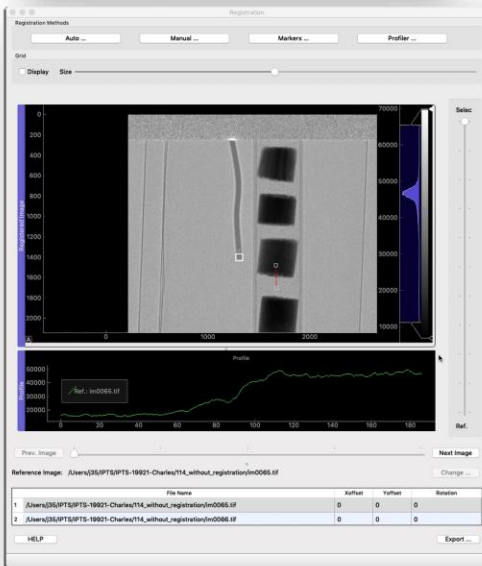 Registration
Registration Methods
Auto ...
Manual ...
Markers ...
Profiler ...
Grid
Display Size
Selec
70000
60000
50000
40000
30000
20000
10000
0
200
400
600
800
1000
1200
1400
1600
1800
2000
Registered Image
A
0
1000
2000
Profile
Profile
60000
50000
40000
30000
20000
Ref.: im0065.tif
0 20 40 60 80 100 120 140 160 180
Ref.
Prev. Image
Next Image
Reference Image: /Users/j35/IPTS/IPTS-19921-Charles/114_without_registration/im0065.tif
Change ...
File Name Xoffset Yoffset Rotation
1 /Users/j35/IPTS/IPTS-19921-Charles/114_without_registration/im0065.tif 0 0 0
2 /Users/j35/IPTS/IPTS-19921-Charles/114_without_registration/im0066.tif 0 0 0
HELP
Export ...